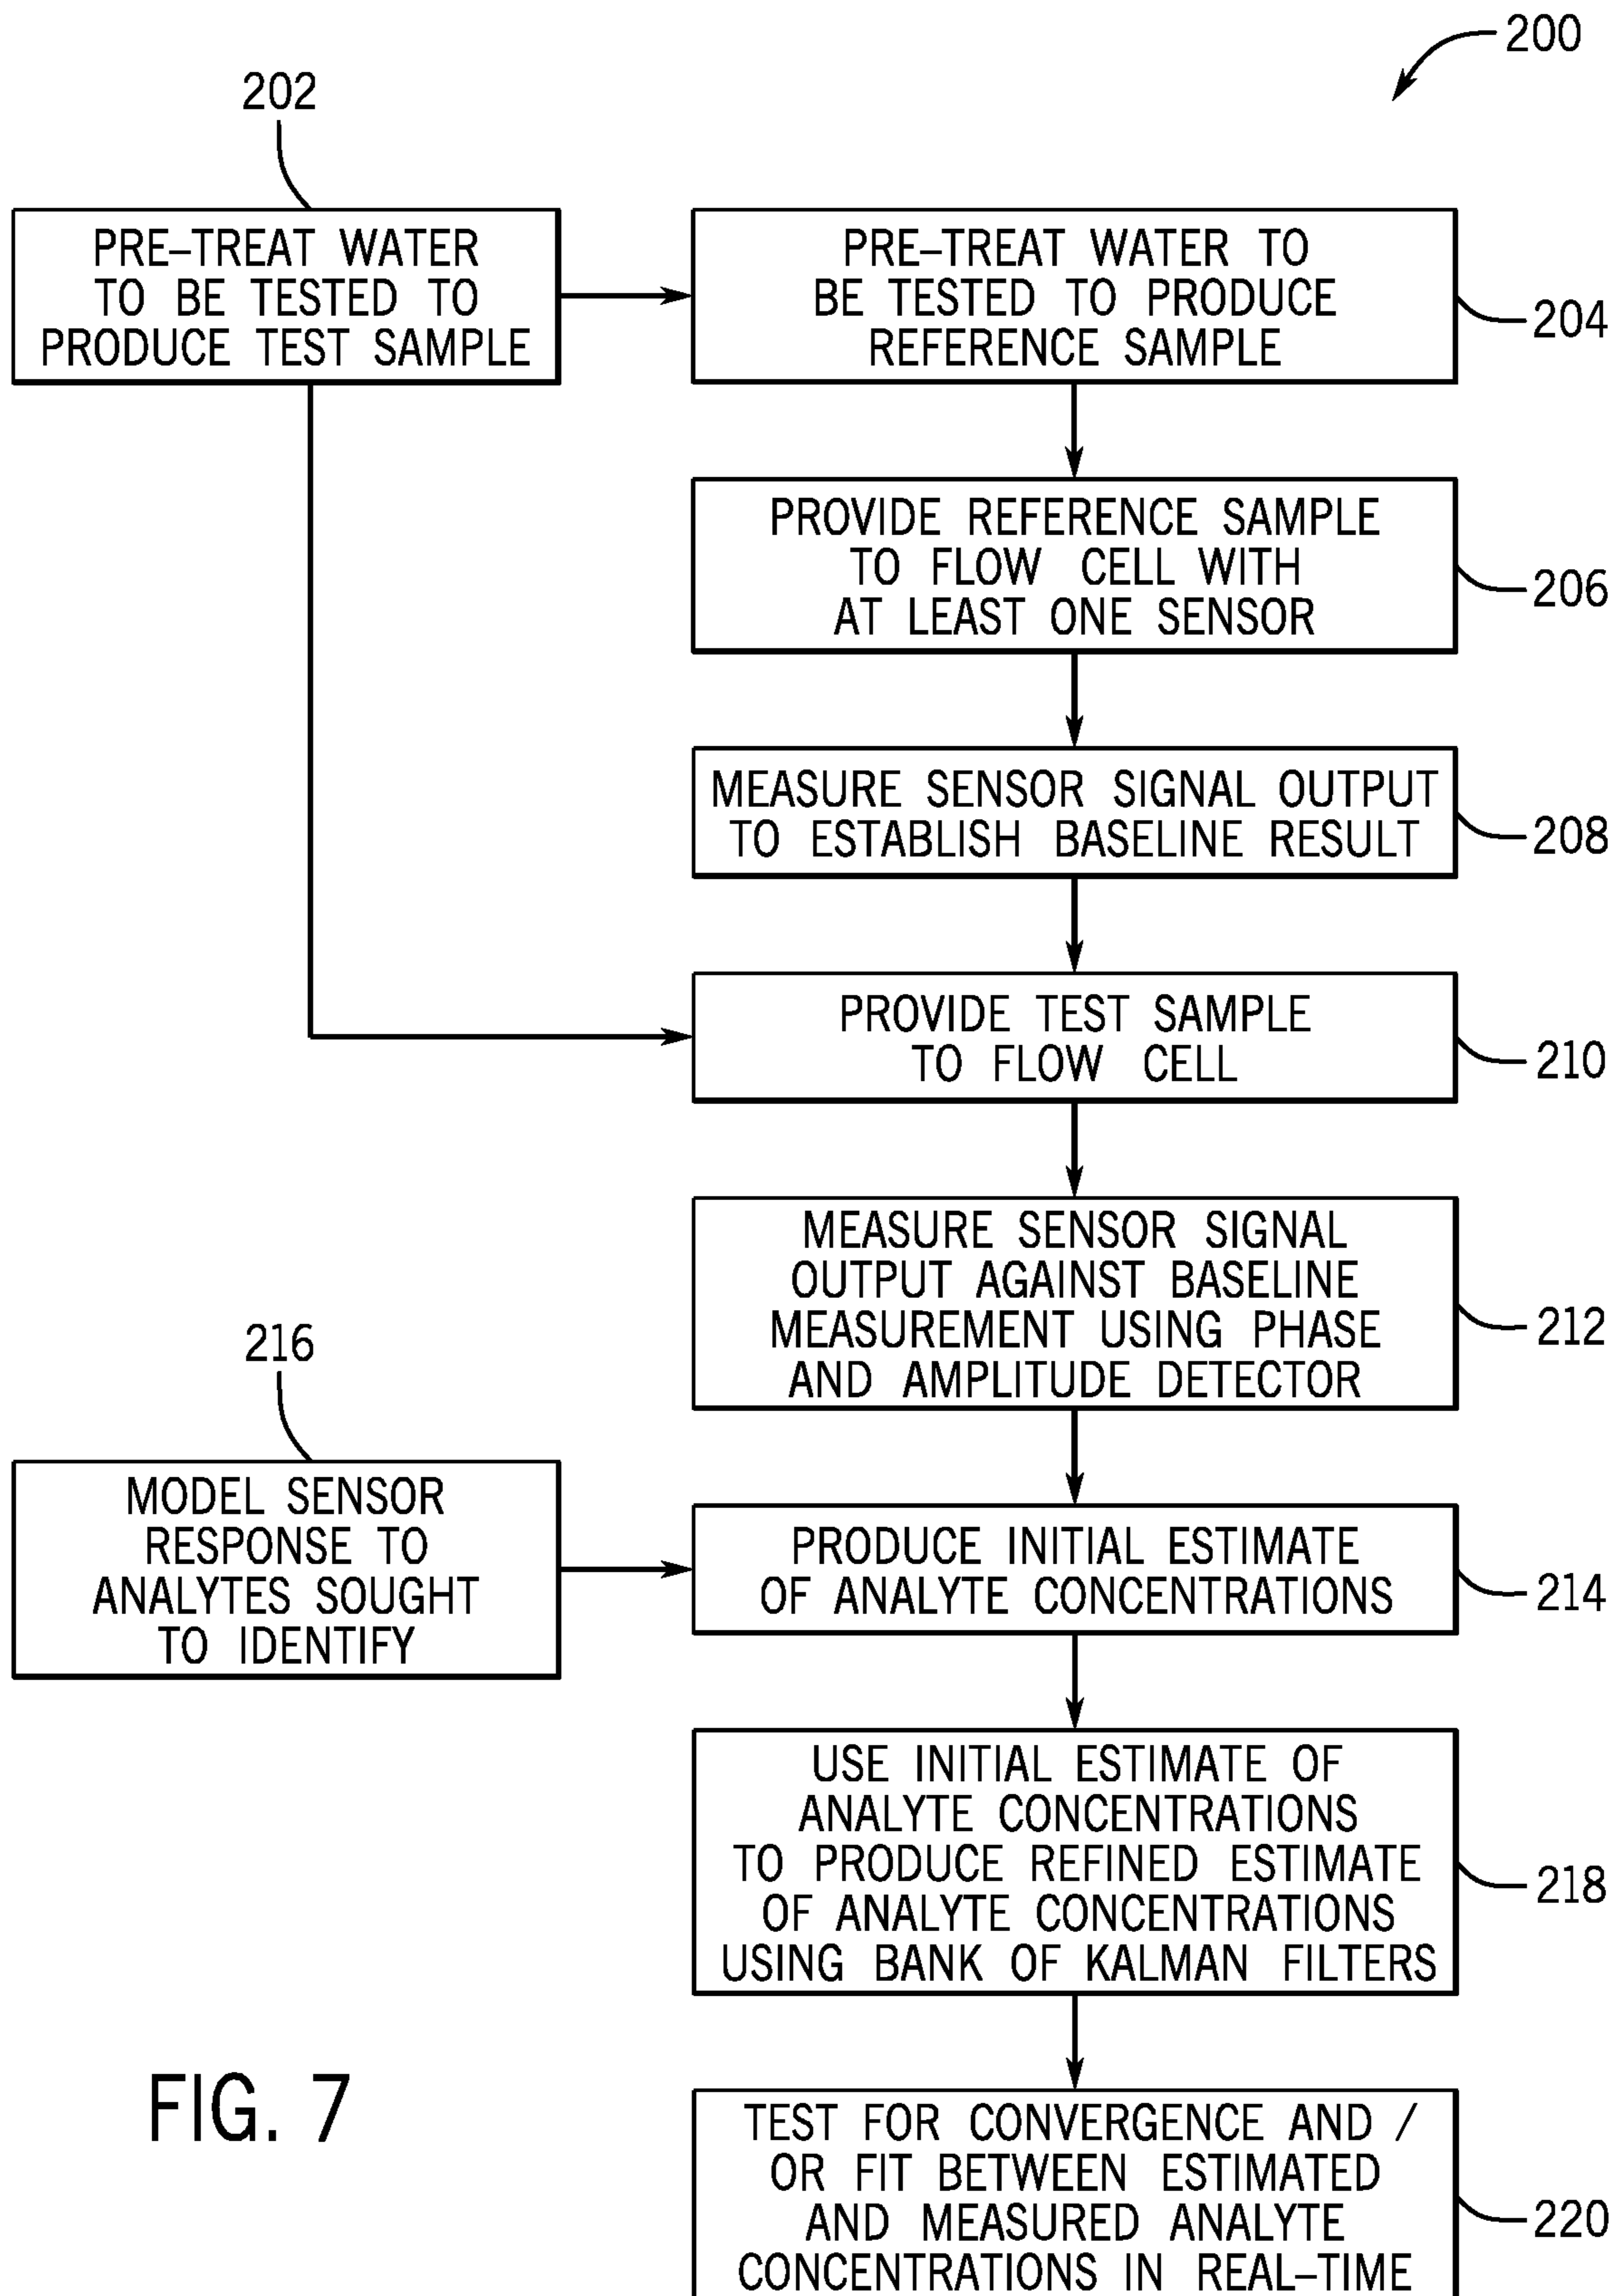 200
202
PRE–TREAT WATER
TO BE TESTED TO
PRODUCE TEST SAMPLE
PRE–TREAT WATER TO
BE TESTED TO PRODUCE
REFERENCE SAMPLE
204
PROVIDE REFERENCE SAMPLE
TO FLOW CELL WITH
AT LEAST ONE SENSOR
206
MEASURE SENSOR SIGNAL OUTPUT
TO ESTABLISH BASELINE RESULT
208
PROVIDE TEST SAMPLE
TO FLOW CELL
210
MEASURE SENSOR SIGNAL
OUTPUT AGAINST BASELINE
MEASUREMENT USING PHASE
AND AMPLITUDE DETECTOR
212
216
MODEL SENSOR
RESPONSE TO
ANALYTES SOUGHT
TO IDENTIFY
PRODUCE INITIAL ESTIMATE
OF ANALYTE CONCENTRATIONS
214
USE INITIAL ESTIMATE OF
ANALYTE CONCENTRATIONS
TO PRODUCE REFINED ESTIMATE
OF ANALYTE CONCENTRATIONS
USING BANK OF KALMAN FILTERS
218
TEST FOR CONVERGENCE AND /
OR FIT BETWEEN ESTIMATED
AND MEASURED ANALYTE
CONCENTRATIONS IN REAL–TIME
220
FIG. 7